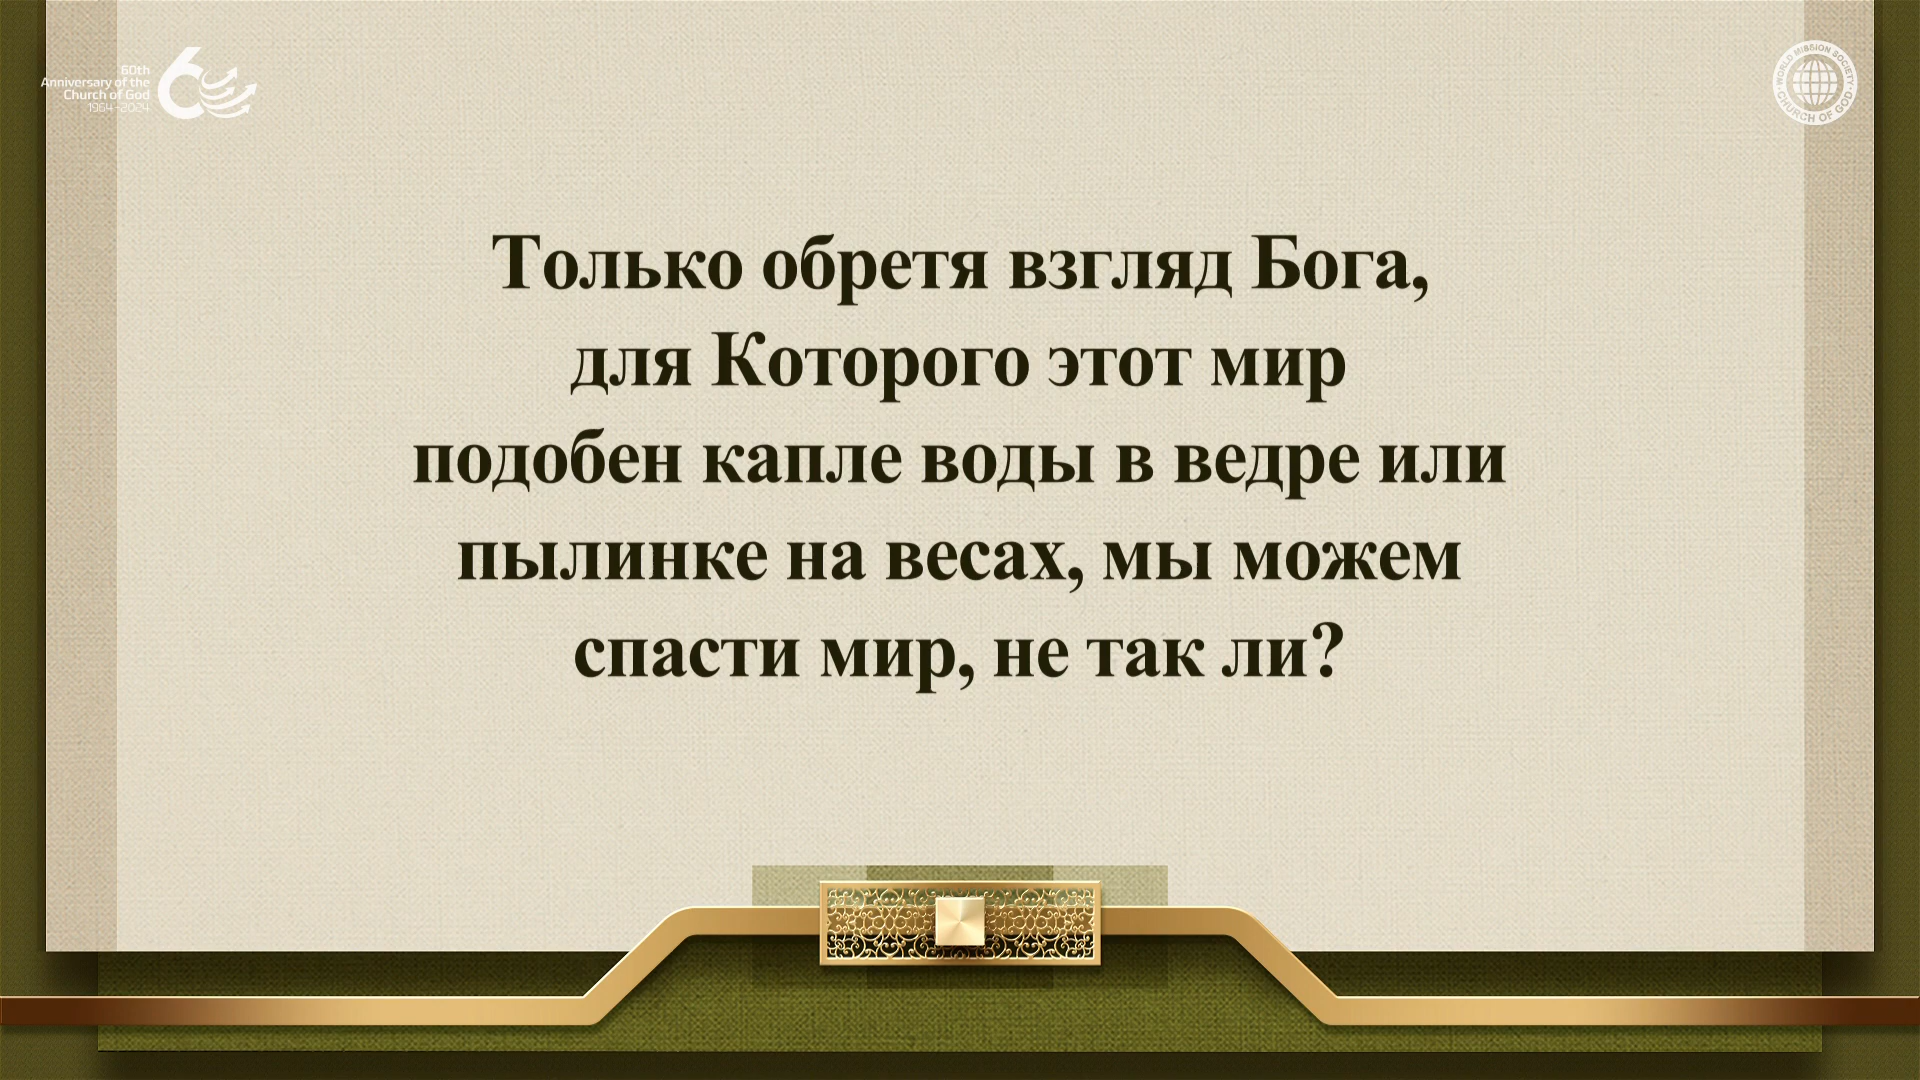 60th
Anniversary of the
Church of God
1964-2024
60
WORLD MISSION SOCIETY
CHURCH OF GOD
Только обретя взгляд Бога,
для Которого этот мир
подобен капле воды в ведре или
пылинке на весах, мы можем
спасти мир, не так ли?